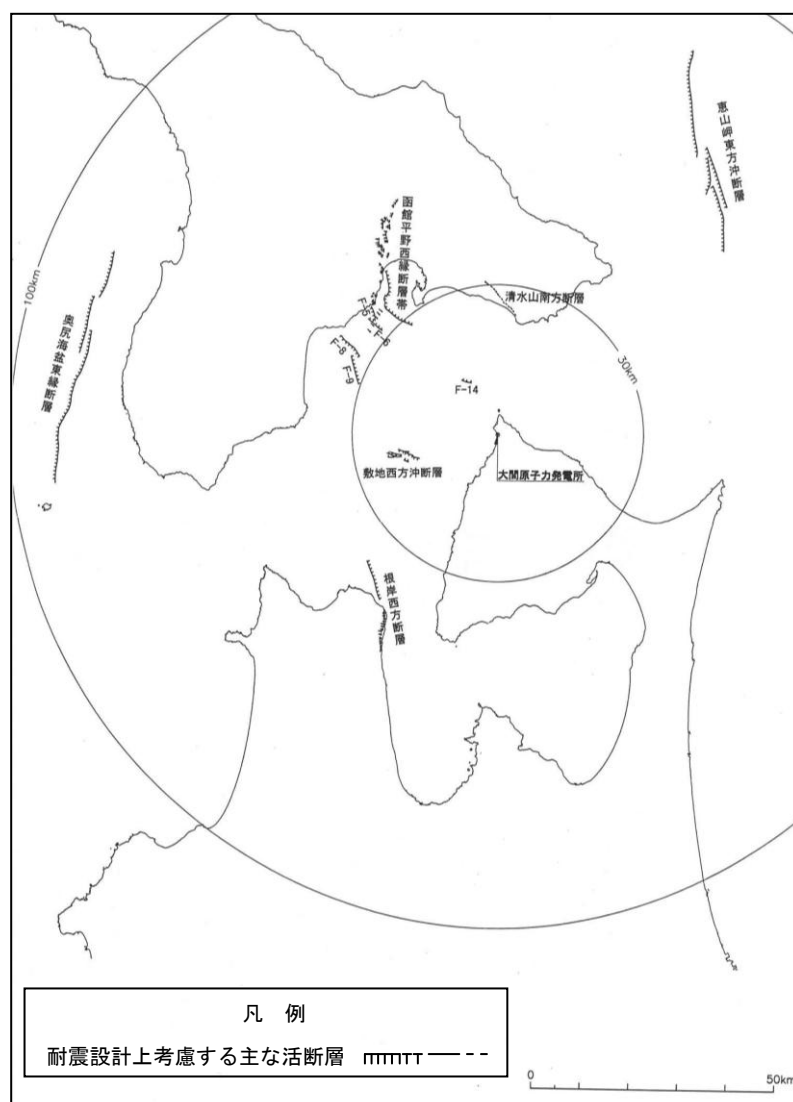 恵山岬東方沖断層
函館平野西縁断層帯
100km
清水山南方断層
奥尻海盆東縁断層
F-5
F-6
F-8
F-9
30km
F-14
敷地西方沖断層
大間原子力発電所
根岸西方断層
凡 例
耐震設計上考慮する主な活断層
0
50km